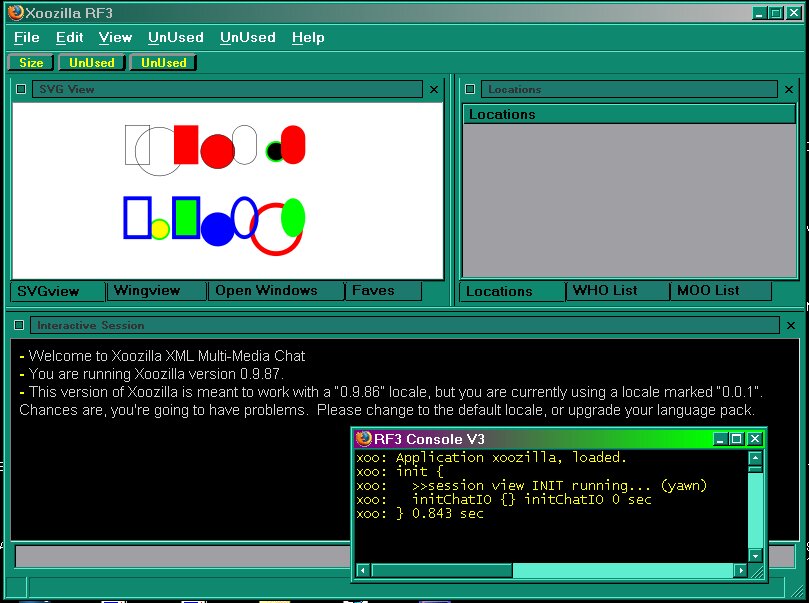 Xoozilla RF3
File Edit View UnUsed UnUsed Help
Size UnUsed UnUsed
SVG View
Locations
Locations
SVGview Wingview Open Windows Faves
Locations WHO List MOO List
Interactive Session
- Welcome to Xoozilla XML Multi-Media Chat
- You are running Xoozilla version 0.9.87.
- This version of Xoozilla is meant to work with a "0.9.86" locale, but you are currently using a locale marked "0.0.1".
Chances are, you're going to have problems.  Please change to the default locale, or upgrade your language pack.
RF3 Console V3
xoo: Application xoozilla, loaded.
xoo: init {
xoo:   >>session view INIT running... (yawn)
xoo:   initChatIO {} initChatIO 0 sec
xoo: } 0.843 sec